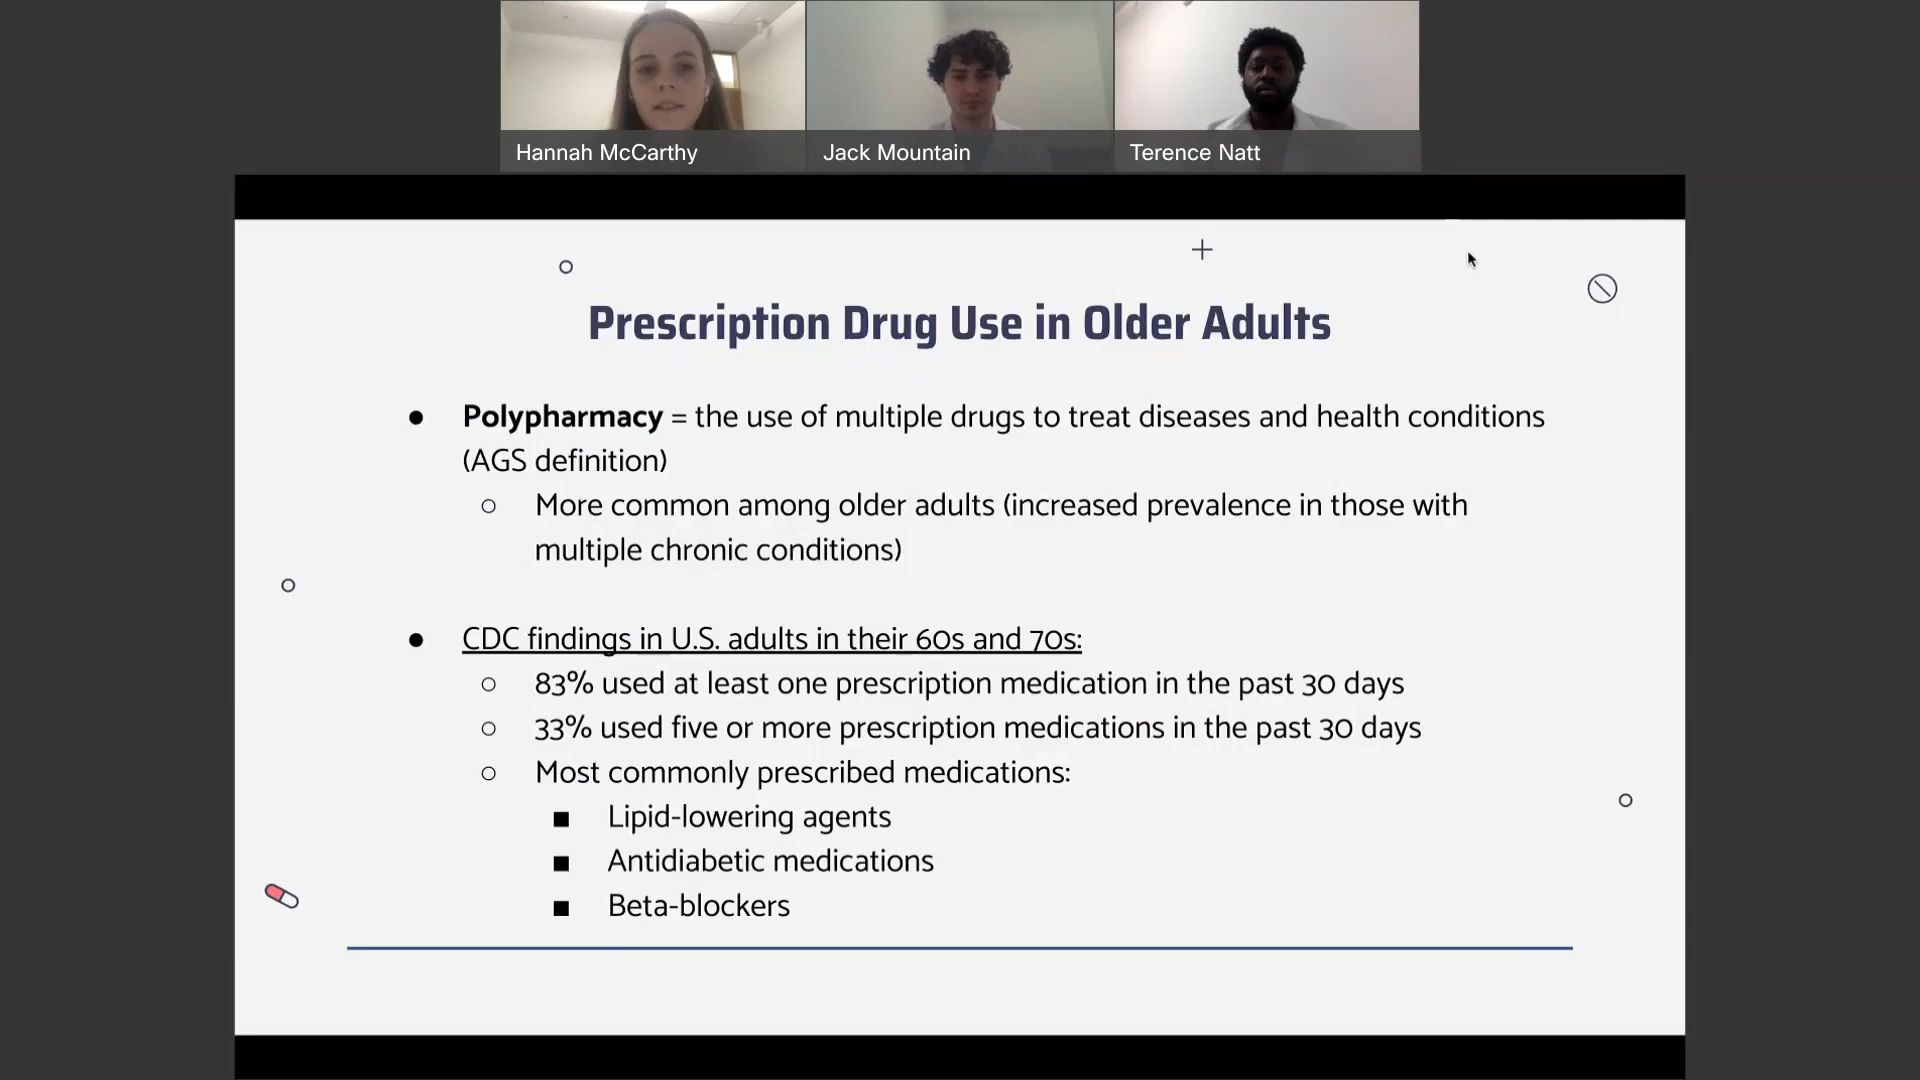 Hannah McCarthy
Jack Mountain
Terence Natt
Prescription Drug Use in Older Adults
● Polypharmacy = the use of multiple drugs to treat diseases and health conditions
(AGS definition)
○ More common among older adults (increased prevalence in those with
multiple chronic conditions)
● CDC findings in U.S. adults in their 60s and 70s:
○ 83% used at least one prescription medication in the past 30 days
○ 33% used five or more prescription medications in the past 30 days
○ Most commonly prescribed medications:
■ Lipid-lowering agents
■ Antidiabetic medications
■ Beta-blockers